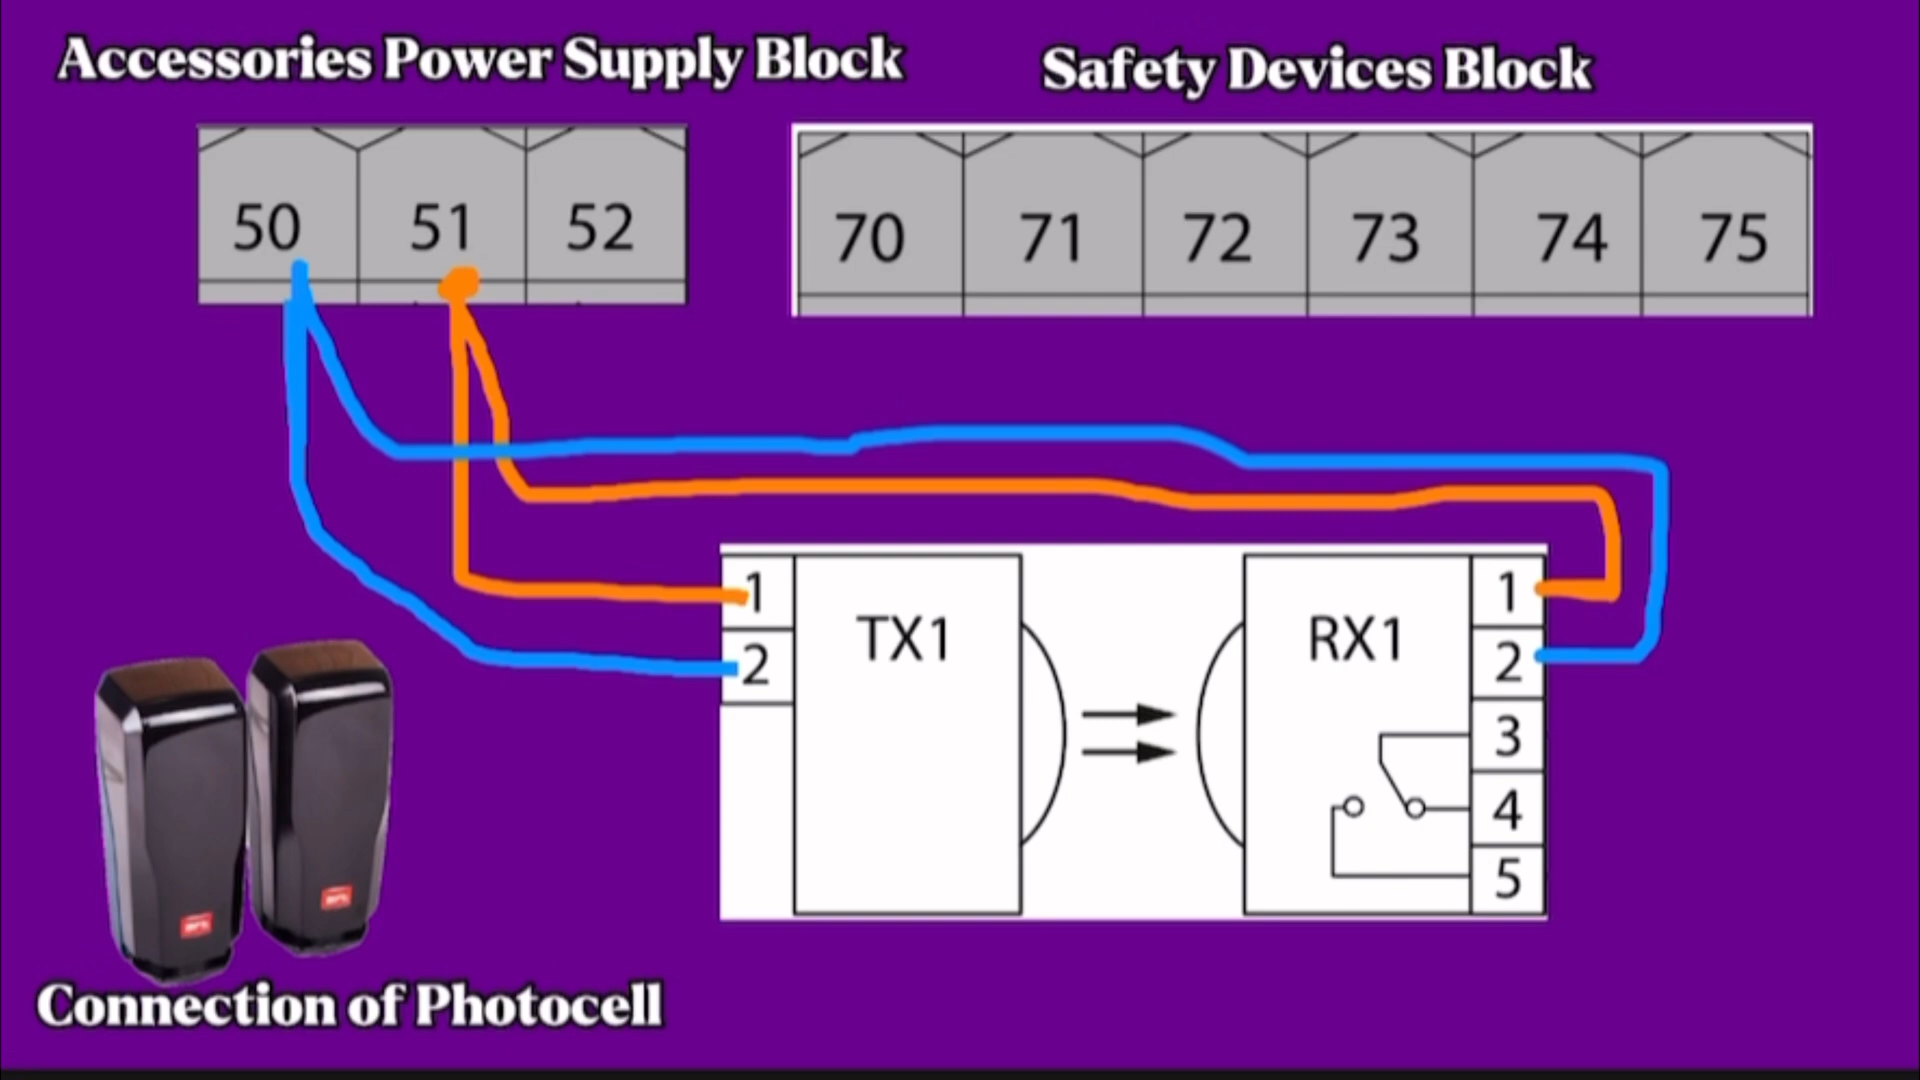 Accessories Power Supply Block
Safety Devices Block
50 51 52
70 71 72 73 74 75
1 TX1 RX1 1
2 2
3
4
5
Connection of Photocell